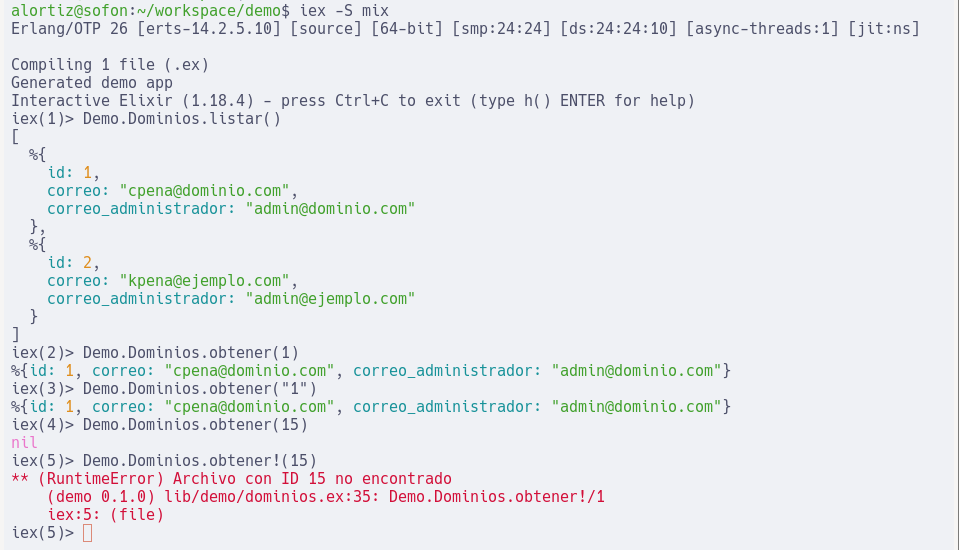 alortiz@sofon:~/workspace/demo$ iex -S mix
Erlang/OTP 26 [erts-14.2.5.10] [source] [64-bit] [smp:24:24] [ds:24:24:10] [async-threads:1] [jit:ns]

Compiling 1 file (.ex)
Generated demo app
Interactive Elixir (1.18.4) - press Ctrl+C to exit (type h() ENTER for help)
iex(1)> Demo.Dominios.listar()
[
  %{
    id: 1,
    correo: "cpena@dominio.com",
    correo_administrador: "admin@dominio.com"
  },
  %{
    id: 2,
    correo: "kpena@ejemplo.com",
    correo_administrador: "admin@ejemplo.com"
  }
]
iex(2)> Demo.Dominios.obtener(1)
%{id: 1, correo: "cpena@dominio.com", correo_administrador: "admin@dominio.com"}
iex(3)> Demo.Dominios.obtener("1")
%{id: 1, correo: "cpena@dominio.com", correo_administrador: "admin@dominio.com"}
iex(4)> Demo.Dominios.obtener(15)
nil
iex(5)> Demo.Dominios.obtener!(15)
** (RuntimeError) Archivo con ID 15 no encontrado
    (demo 0.1.0) lib/demo/dominios.ex:35: Demo.Dominios.obtener!/1
    iex:5: (file)
iex(5)>